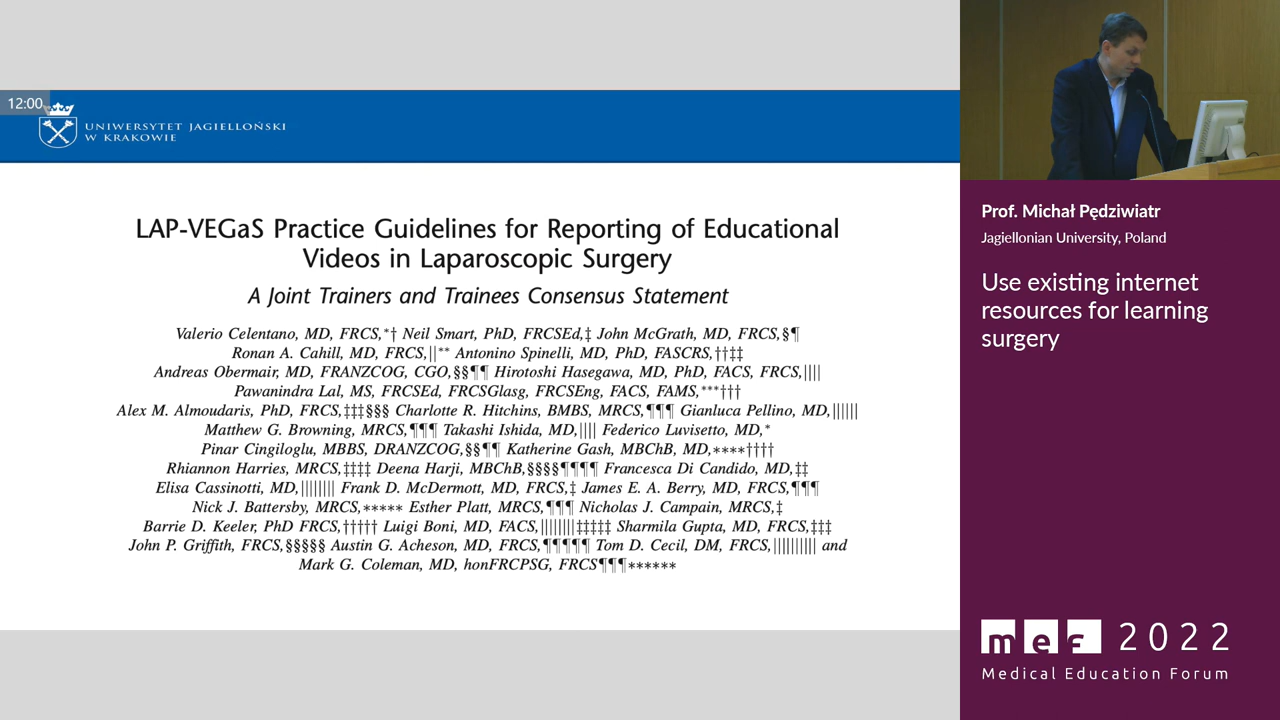 12:00
UNIWERSYTET JAGIELLOŃSKI
W KRAKOWIE
LAP-VEGaS Practice Guidelines for Reporting of Educational
Videos in Laparoscopic Surgery
A Joint Trainers and Trainees Consensus Statement
Valerio Celentano, MD, FRCS,*† Neil Smart, PhD, FRCSEd,‡ John McGrath, MD, FRCS,§¶
Ronan A. Cahill, MD, FRCS,||** Antonino Spinelli, MD, PhD, FASCRS,††‡‡
Andreas Obermair, MD, FRANZCOG, CGO,§§¶¶ Hirotoshi Hasegawa, MD, PhD, FACS, FRCS,||||
Pawanindra Lal, MS, FRCSEd, FRCSGlasg, FRCSEng, FACS, FAMS,***†††
Alex M. Almoudaris, PhD, FRCS,‡‡‡§§§ Charlotte R. Hitchins, BMBS, MRCS,¶¶¶ Gianluca Pellino, MD,||||||
Matthew G. Browning, MRCS,¶¶¶ Takashi Ishida, MD,|||| Federico Luvisetto, MD,*
Pinar Cingiloglu, MBBS, DRANZCOG,§§¶¶ Katherine Gash, MBChB, MD,****††††
Rhiannon Harries, MRCS,‡‡‡‡ Deena Harji, MBChB,§§§§¶¶¶¶ Francesca Di Candido, MD,‡‡
Elisa Cassinotti, MD,|||||||| Frank D. McDermott, MD, FRCS,‡ James E. A. Berry, MD, FRCS,¶¶¶
Nick J. Battersby, MRCS,***** Esther Platt, MRCS,¶¶¶ Nicholas J. Campain, MRCS,‡
Barrie D. Keeler, PhD FRCS,††††† Luigi Boni, MD, FACS,||||||||‡‡‡‡‡ Sharmila Gupta, MD, FRCS,‡‡‡
John P. Griffith, FRCS,§§§§§ Austin G. Acheson, MD, FRCS,¶¶¶¶¶ Tom D. Cecil, DM, FRCS,|||||||||| and
Mark G. Coleman, MD, honFRCPSG, FRCS¶¶¶******
Prof. Michał Pędziwiatr
Jagiellonian University, Poland
Use existing internet
resources for learning
surgery
mef 2022
Medical Education Forum